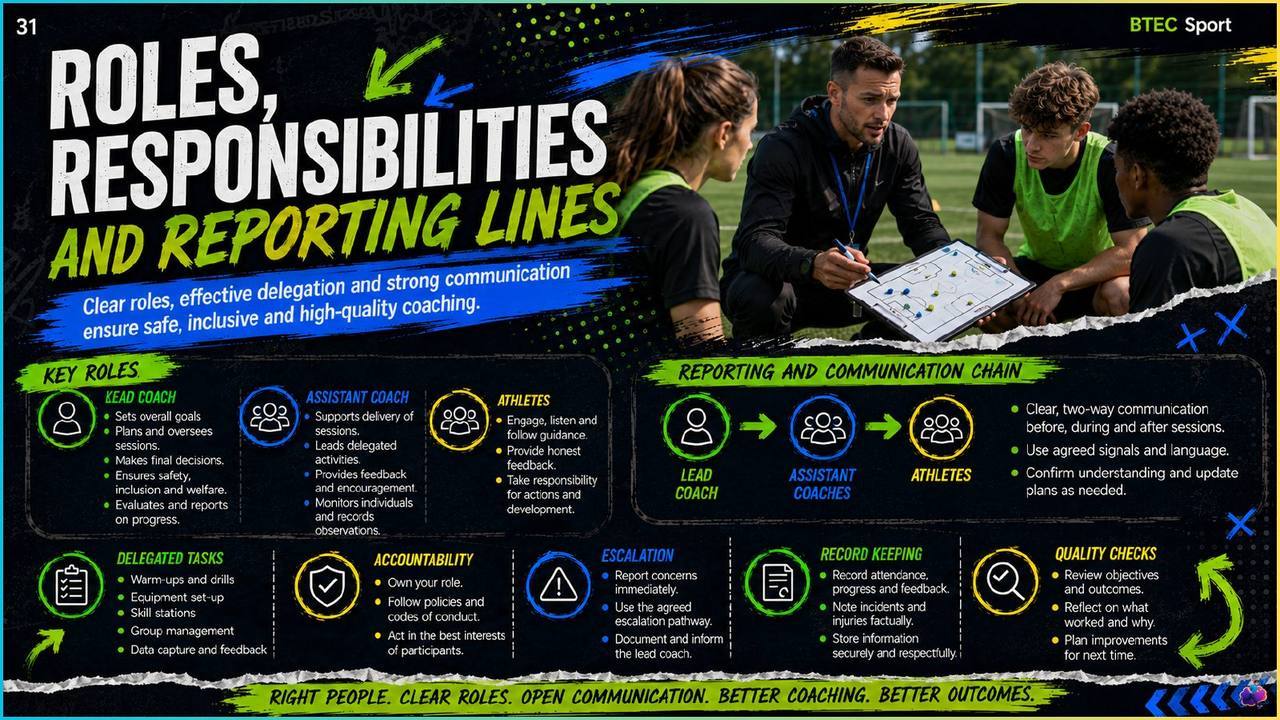 31
BTEC Sport
ROLES,
RESPONSIBILITIES
AND REPORTING LINES
Clear roles, effective delegation and strong communication
ensure safe, inclusive and high-quality coaching.
KEY ROLES
KEAD COACH
Sets overall goals
Plans and oversees
sessions.
Makes final decisions.
Ensures safety,
inclusion and welfare.
Evaluates and reports
on progress.
ASSISTANT COACH
Supports delivery of
sessions.
Leads delegated
activities.
Provides feedback
and encouragement.
Monitors individuals
and records
observations.
ATHLETES
Engage, listen and
follow guidance.
Provide honest
feedback.
Take responsibility
for actions and
development.
REPORTING AND COMMUNICATION CHAIN
LEAD
COACH
ASSISTANT
COACHES
ATHLETES
Clear, two-way communication
before, during and after sessions.
Use agreed signals and language.
Confirm understanding and update
plans as needed.
DELEGATED TASKS
Warm-ups and drills
Equipment set-up
Skill stations
Group management
Data capture and feedback
ACCOUNTABILITY
Own your role.
Follow policies and
codes of conduct.
Act in the best interests
of participants.
ESCALATION
Report concerns
immediately.
Use the agreed
escalation pathway.
Document and inform
the lead coach.
RECORD KEEPING
Record attendance,
progress and feedback.
Note incidents and
injuries factually.
Store information
securely and respectfully.
QUALITY CHECKS
Review objectives
and outcomes.
Reflect on what
worked and why.
Plan improvements
for next time.
RIGHT PEOPLE. CLEAR ROLES. OPEN COMMUNICATION. BETTER COACHING. BETTER OUTCOMES.